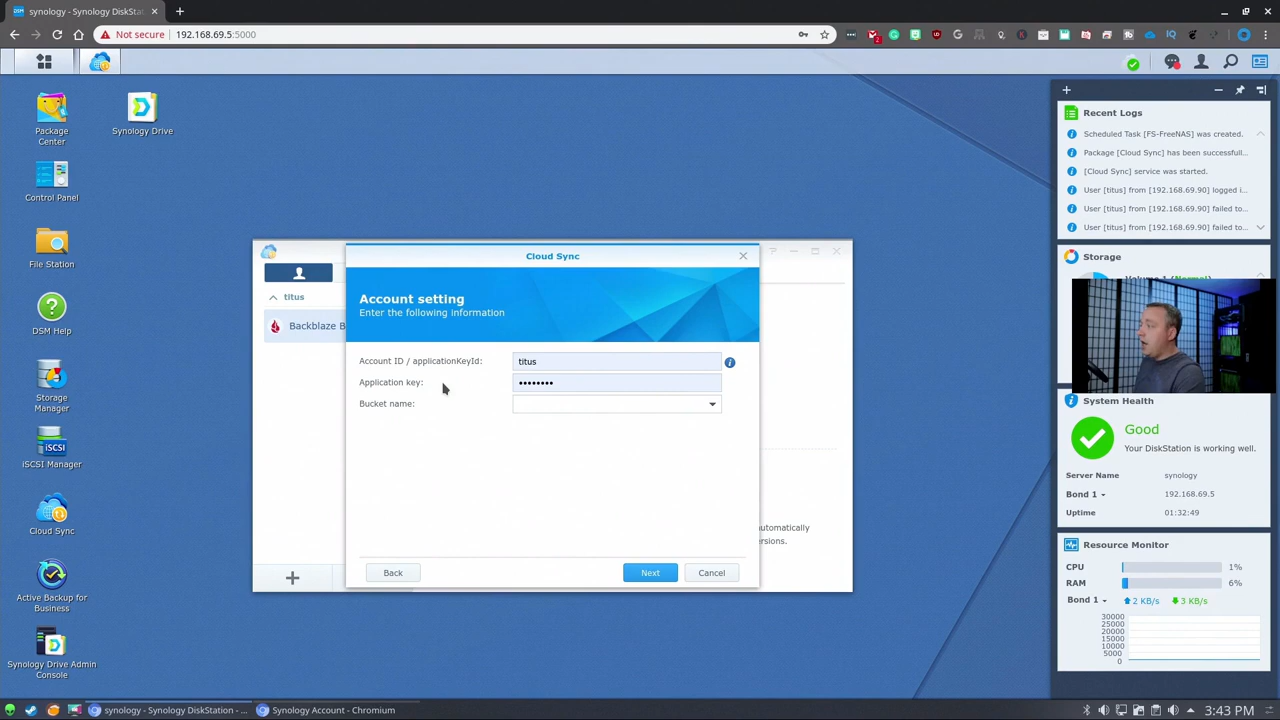 synology - Synology DiskSta
Not secure
192.168.69.5:5000
Package
Center
Synology Drive
Control Panel
File Station
DSM Help
Storage
Manager
iSCSI
iSCSI Manager
Cloud Sync
Active Backup for
Business
Synology Drive Admin
Console
titus
Backblaze B
Cloud Sync
Account setting
Enter the following information
Account ID / applicationKeyId:
titus
Application key:
••••••••
Bucket name:
Back
Next
Cancel
automatically
ersions.
Recent Logs
Scheduled Task [FS-FreeNAS] was created.
Package [Cloud Sync] has been successfull...
[Cloud Sync] service was started.
User [titus] from [192.168.69.90] logged i...
User [titus] from [192.168.69.90] failed to...
User [titus] from [192.168.69.90] failed to...
Storage
System Health
Good
Your DiskStation is working well.
Server Name
synology
Bond 1
192.168.69.5
Uptime
01:32:49
Resource Monitor
CPU
1%
RAM
6%
Bond 1
2 KB/s
3 KB/s
30000
25000
20000
15000
10000
5000
0
synology - Synology DiskStation - ...
Synology Account - Chromium
3:43 PM